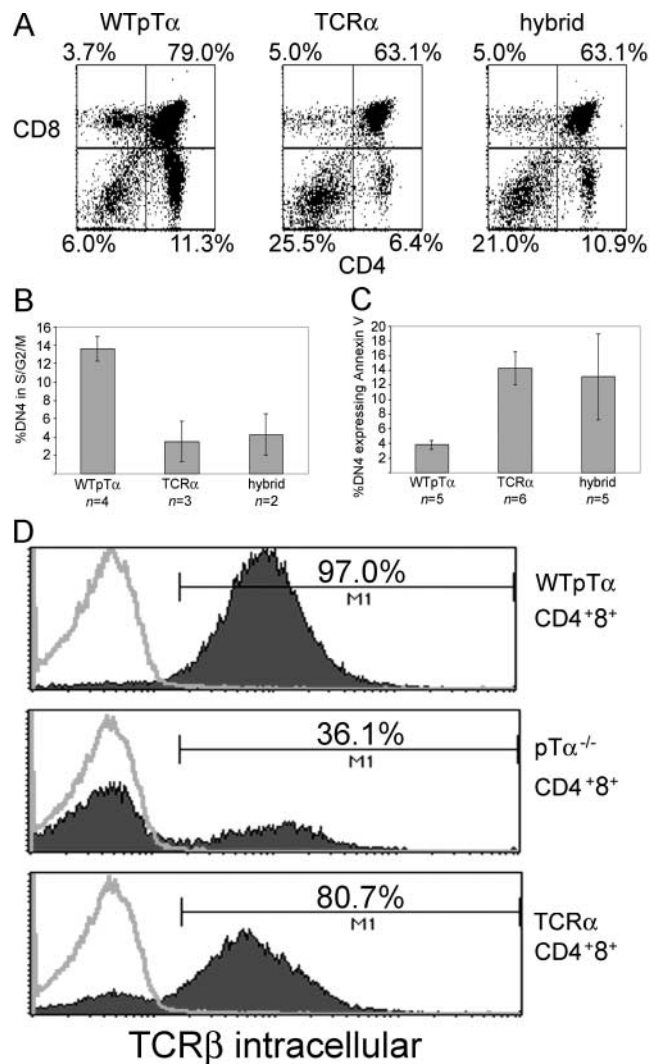 A
WTpTα TCRα hybrid
3.7% 79.0% 5.0% 63.1% 5.0% 63.1%
CD8
6.0% 11.3% 25.5% 6.4% 21.0% 10.9%
CD4
B
%DN4 in S/G2/M
16
14
12
10
8
6
4
2
WTpTα TCRα hybrid
n=4 n=3 n=2
C
%DN4 expressing Annexin V
20
18
16
14
12
10
8
6
4
2
WTpTα TCRα hybrid
n=5 n=6 n=5
D
97.0%
M1
WTpTα
CD4⁺8⁺
36.1%
M1
pTα⁻/⁻
CD4⁺8⁺
80.7%
M1
TCRα
CD4⁺8⁺
TCRβ intracellular